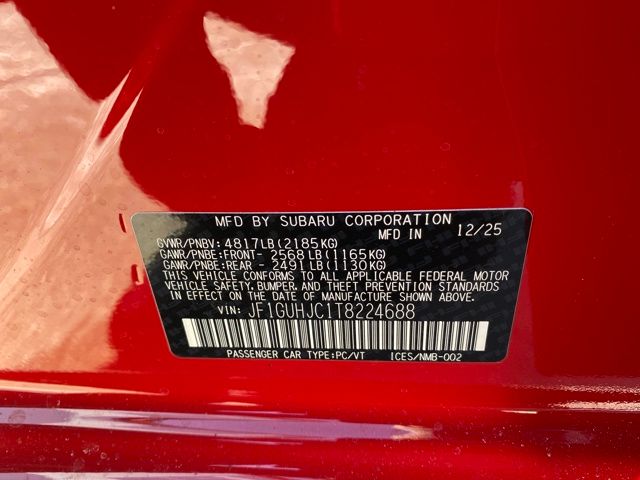 MFD BY SUBARU CORPORATION 12/25
GVWR/PNBV: 4817LB(2185KG) MFD IN
GAWR/PNBE:FRONT- 2568LB(1165KG)
GAWR/PNBE:REAR - 2491LB(1130KG)
THIS VEHICLE CONFORMS TO ALL APPLICABLE FEDERAL MOTOR
VEHICLE SAFETY, BUMPER, AND THEFT PREVENTION STANDARDS
IN EFFECT ON THE DATE OF MANUFACTURE SHOWN ABOVE.
VIN: JF1GUHJC1T8224688
PASSENGER CAR TYPE:PC/VT ICES/NMB-002